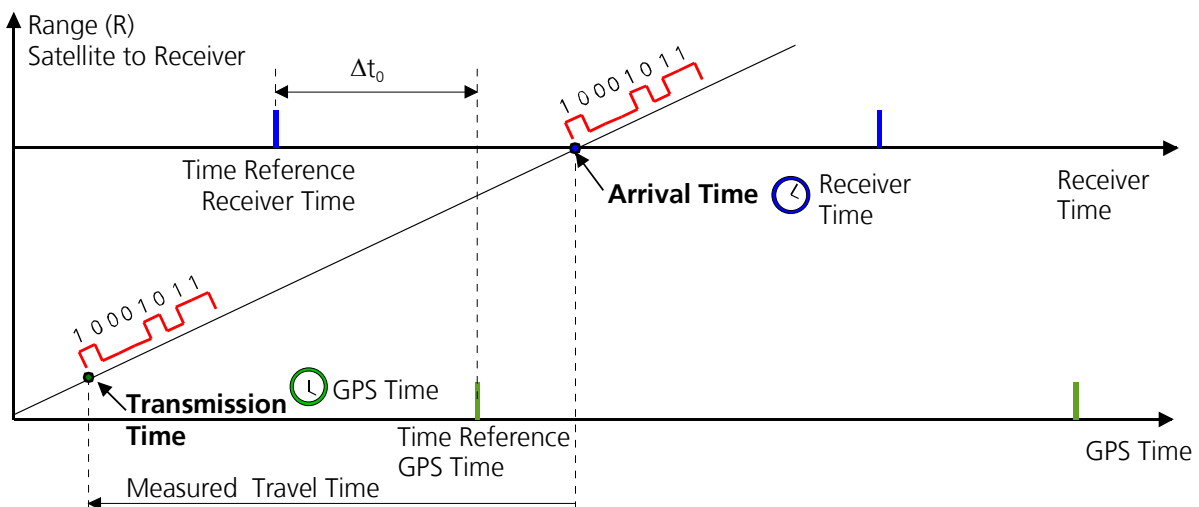 Range (R)
Satellite to Receiver
Δt₀
1 0 0 0 1 0 1 1
Time Reference
Receiver Time
Arrival Time
Receiver
Time
Receiver
Time
1 0 0 0 1 0 1 1
Transmission
Time
GPS Time
Time Reference
GPS Time
GPS Time
Measured Travel Time